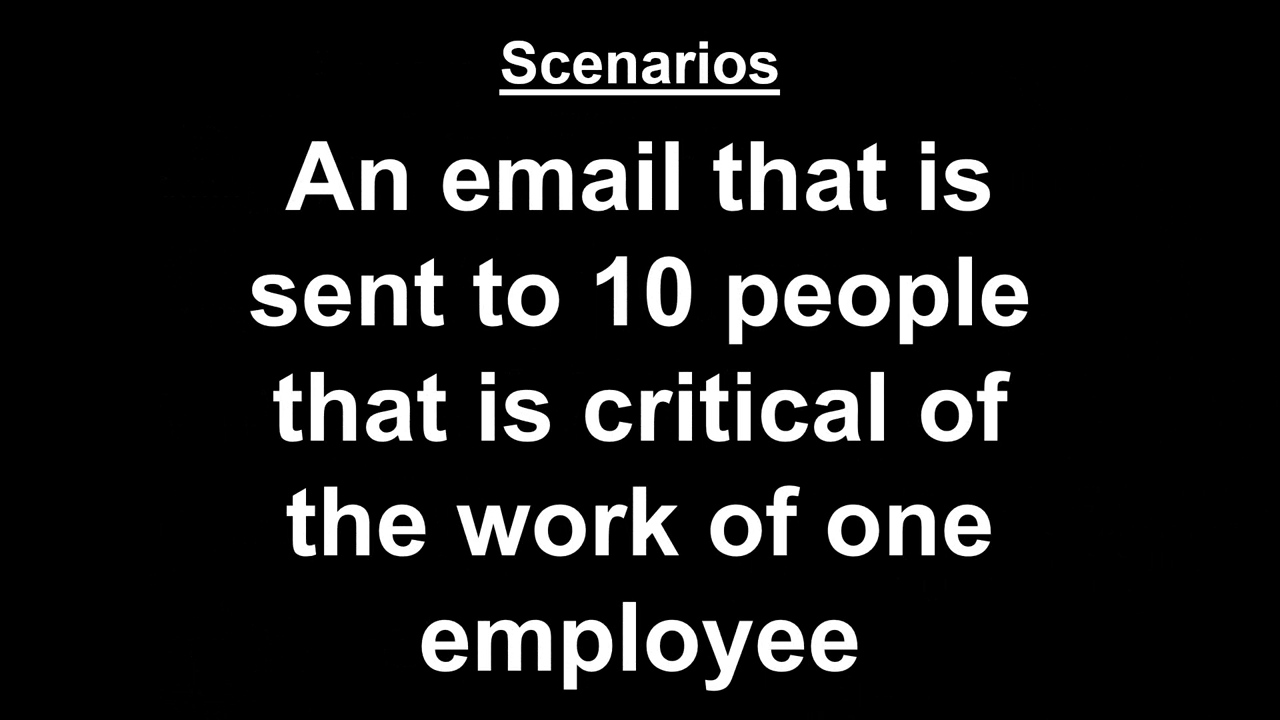 Scenarios
An email that is
sent to 10 people
that is critical of
the work of one
employee